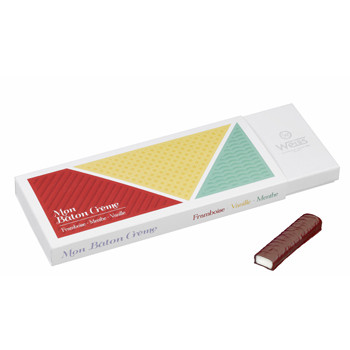 WEISS
Mon
Bâton Crème
Framboise · Menthe · Vanille
Mon Bâton Crème
Framboise Vanille Menthe